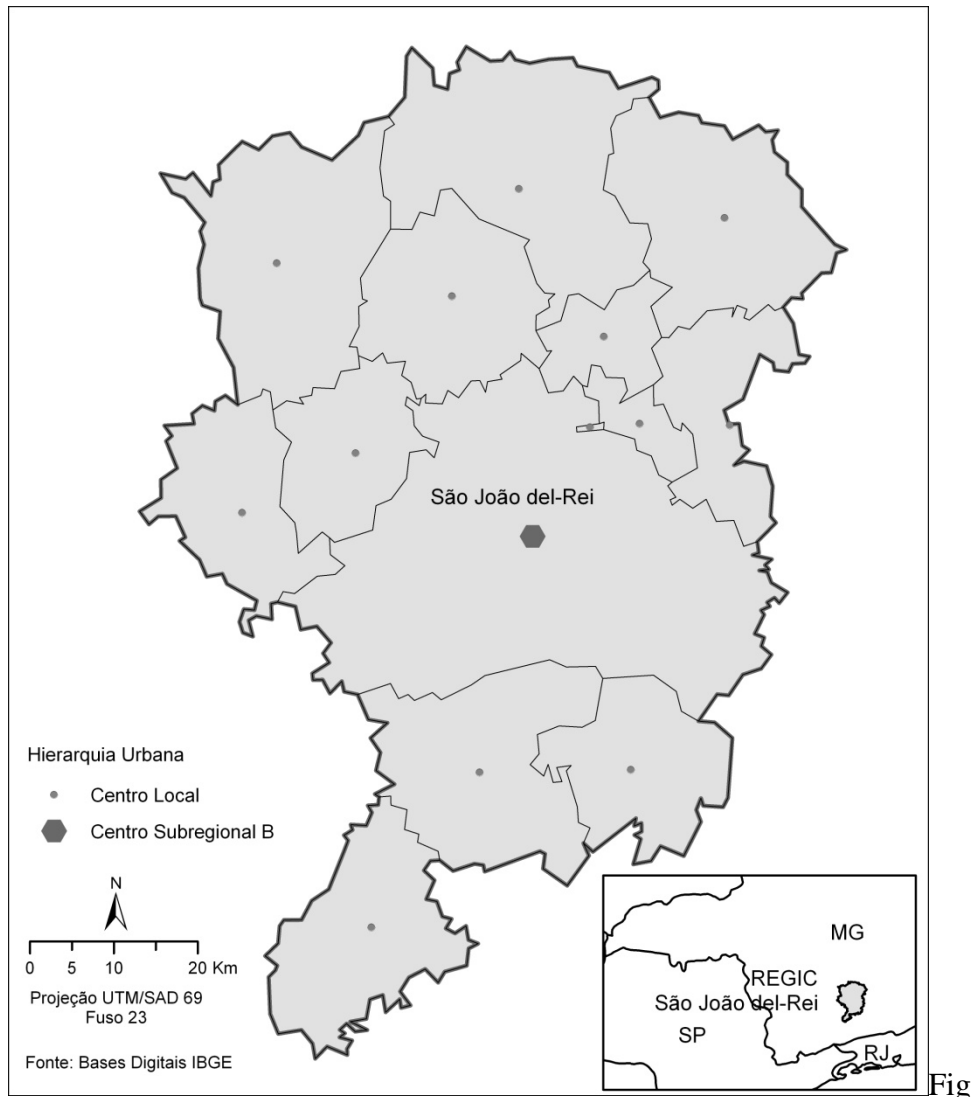 São João del-Rei
Hierarquia Urbana
Centro Local
Centro Subregional B
N
0 5 10 20 Km
Projeção UTM/SAD 69
Fuso 23
Fonte: Bases Digitais IBGE
MG
REGIC
São João del-Rei
SP
RJ
Fig